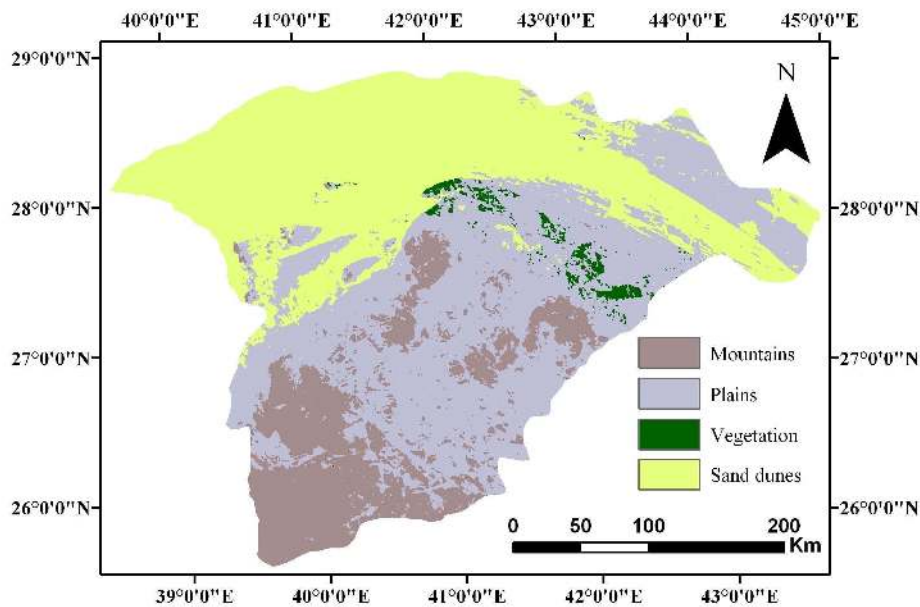 40°0'0"E 41°0'0"E 42°0'0"E 43°0'0"E 44°0'0"E 45°0'0"E
29°0'0"N 29°0'0"N
N
28°0'0"N 28°0'0"N
27°0'0"N 27°0'0"N
Mountains
Plains
Vegetation
Sand dunes
26°0'0"N 26°0'0"N
0 50 100 200
Km
39°0'0"E 40°0'0"E 41°0'0"E 42°0'0"E 43°0'0"E